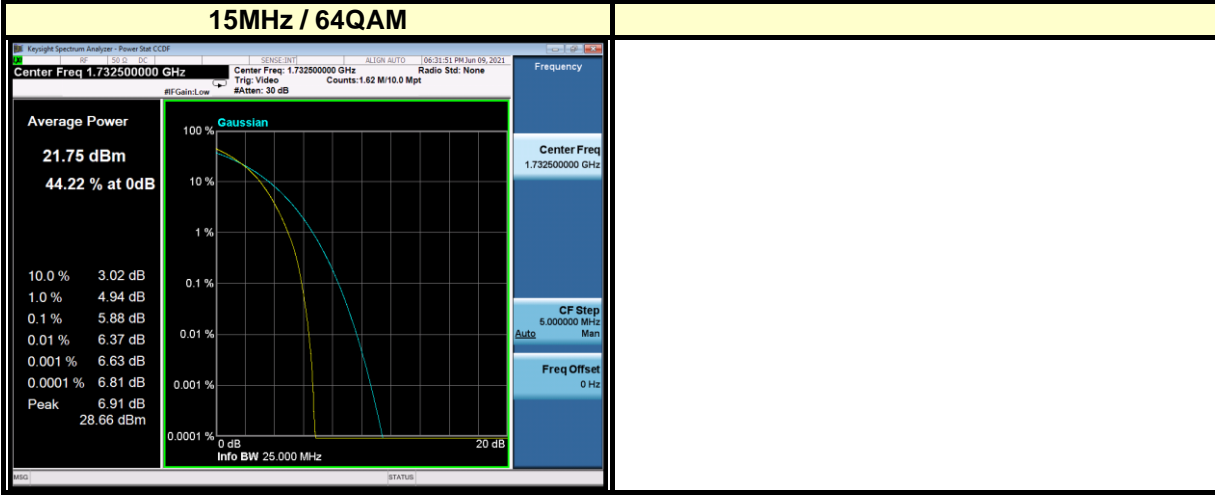 15MHz / 64QAM
Keysight Spectrum Analyzer - Power Stat CCDF
RF 50 Ω DC SENSE:INT ALIGN AUTO 06:31:51 PM Jun 09, 2021
Center Freq 1.732500000 GHz
Center Freq: 1.732500000 GHz Radio Std: None
Trig: Video Counts:1.62 M/10.0 Mpt
#IFGain:Low #Atten: 30 dB
Frequency
Average Power
21.75 dBm
44.22 % at 0dB
10.0 % 3.02 dB
1.0 % 4.94 dB
0.1 % 5.88 dB
0.01 % 6.37 dB
0.001 % 6.63 dB
0.0001 % 6.81 dB
Peak 6.91 dB
28.66 dBm
Gaussian
100 %
10 %
1 %
0.1 %
0.01 %
0.001 %
0.0001 %
0 dB 20 dB
Info BW 25.000 MHz
Center Freq
1.732500000 GHz
CF Step
5.000000 MHz
Auto Man
Freq Offset
0 Hz
MSG STATUS